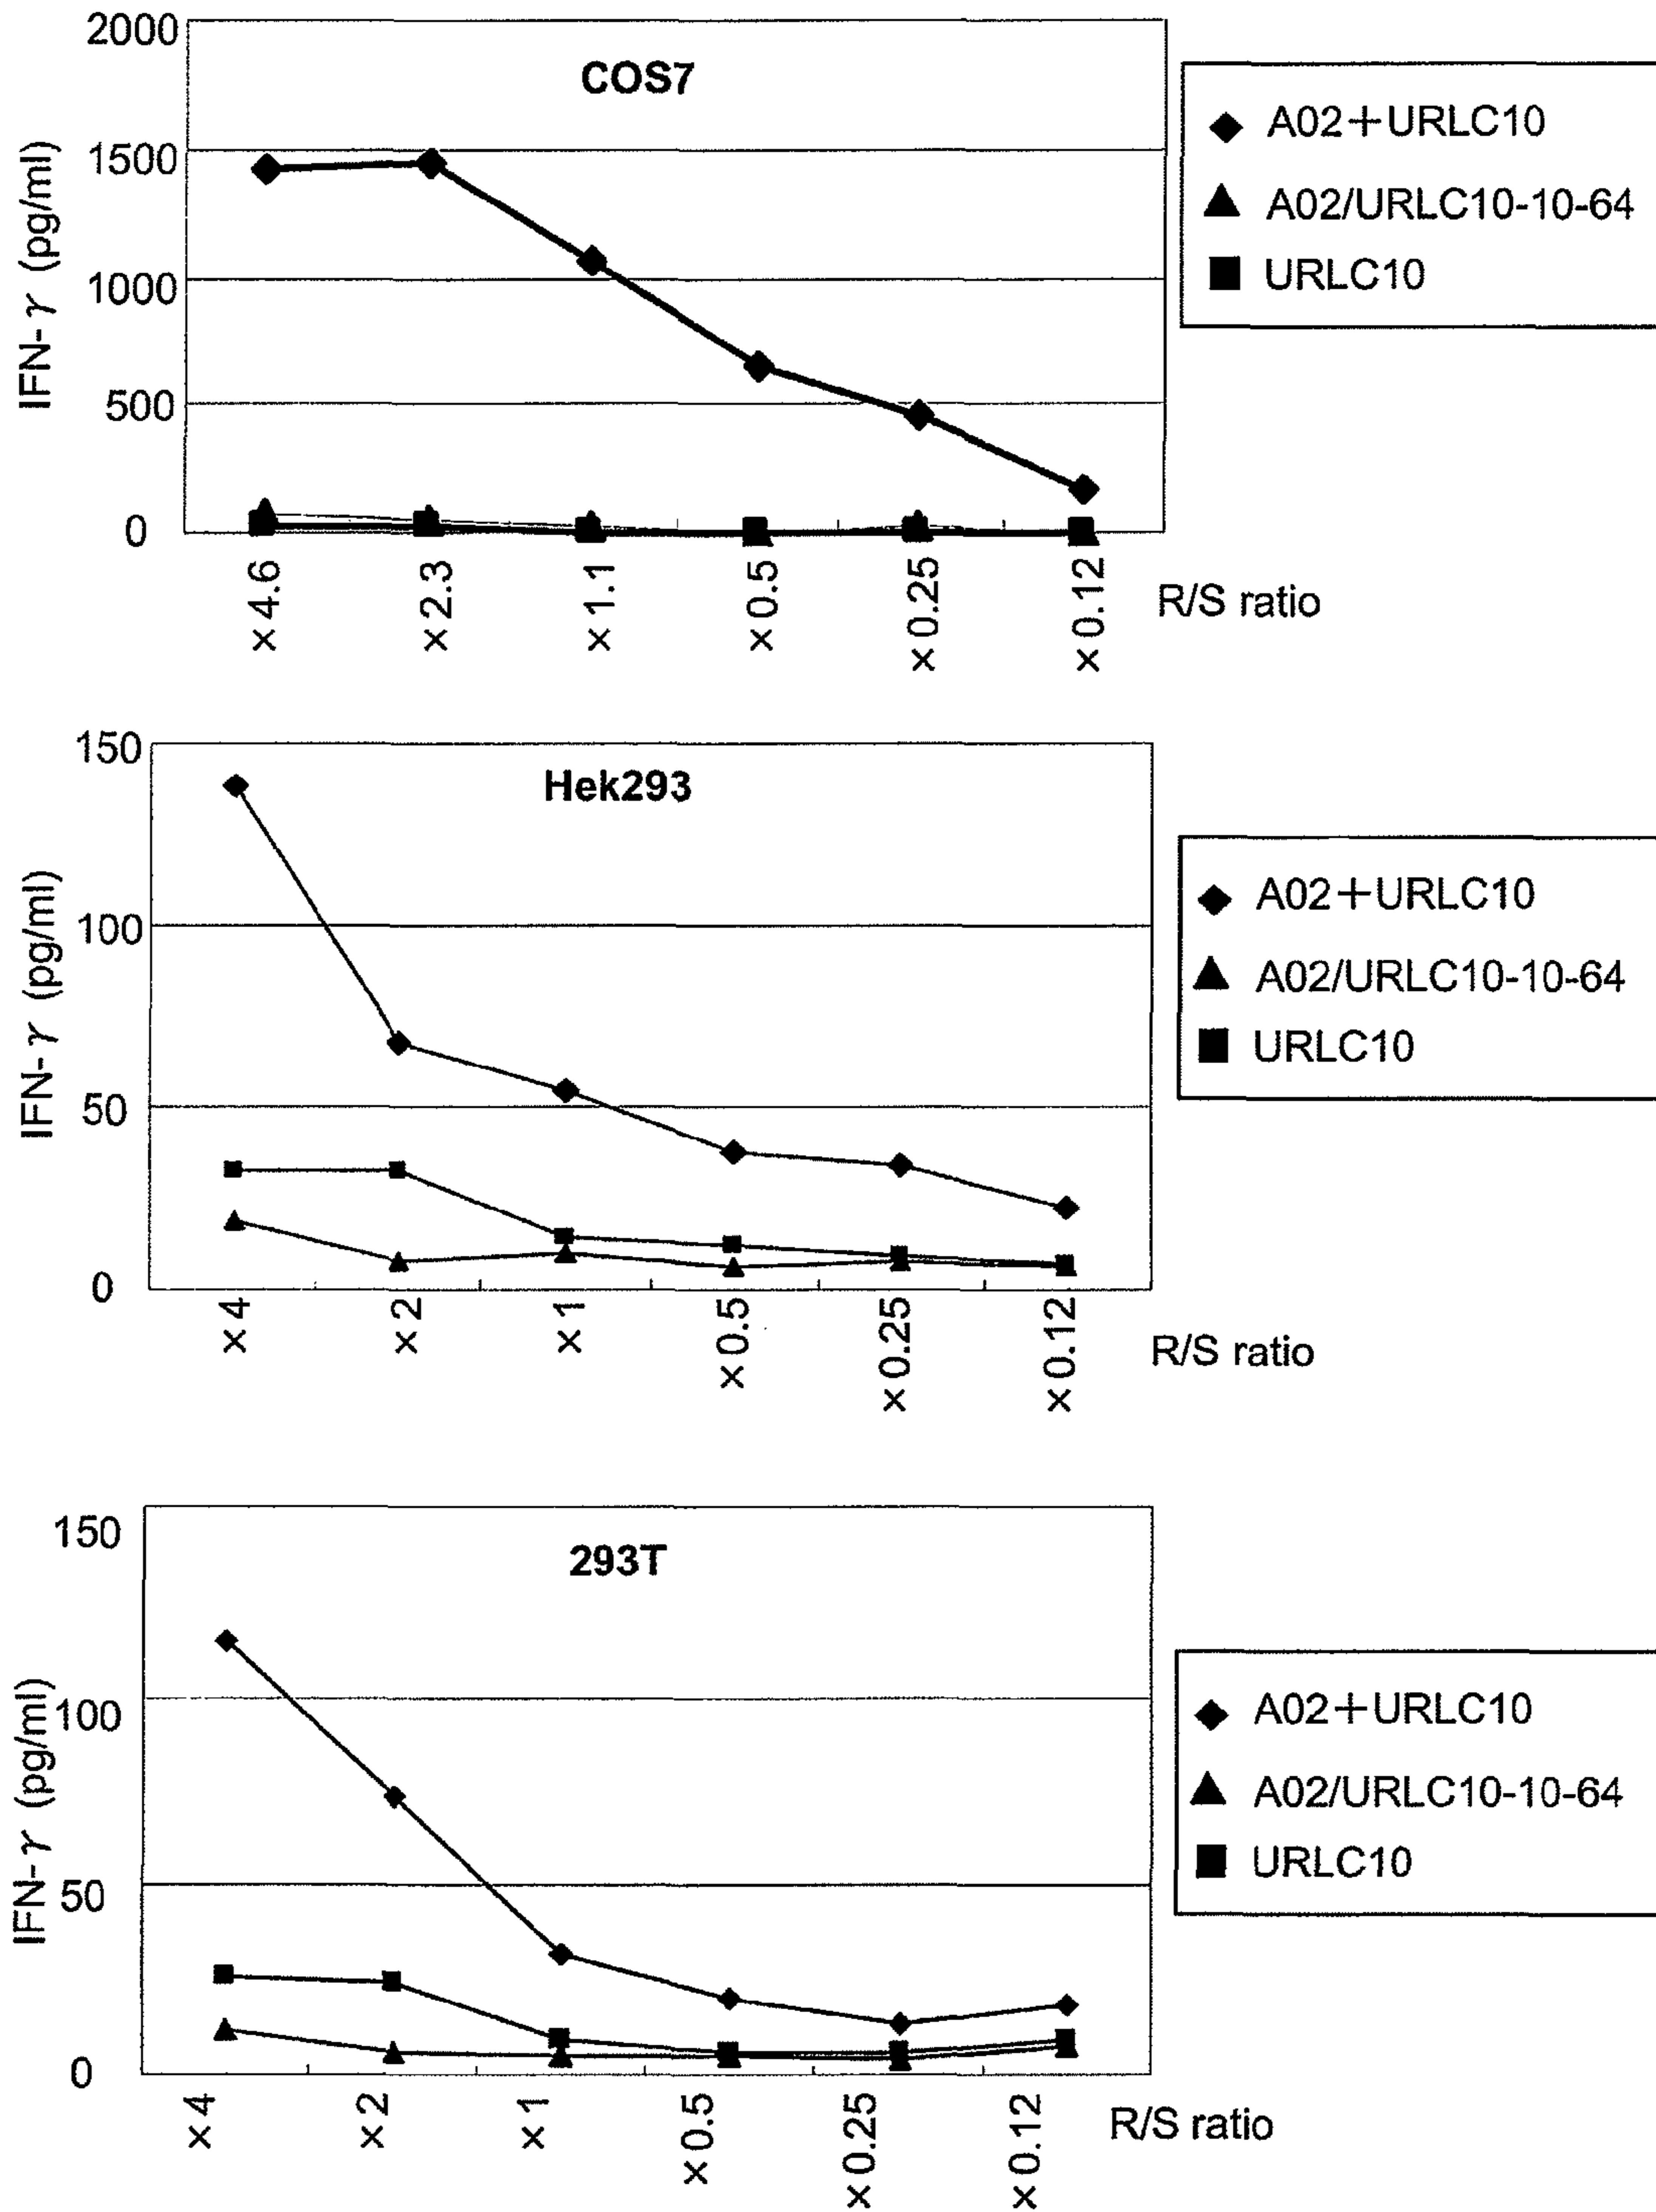 COS7
IFN-γ (pg/ml)
2000
1500
1000
500
0
×4.6
×2.3
×1.1
×0.5
×0.25
×0.12
R/S ratio
A02+URLC10
A02/URLC10-10-64
URLC10
Hek293
IFN-γ (pg/ml)
150
100
50
0
×4
×2
×1
×0.5
×0.25
×0.12
R/S ratio
A02+URLC10
A02/URLC10-10-64
URLC10
293T
IFN-γ (pg/ml)
150
100
50
0
×4
×2
×1
×0.5
×0.25
×0.12
R/S ratio
A02+URLC10
A02/URLC10-10-64
URLC10